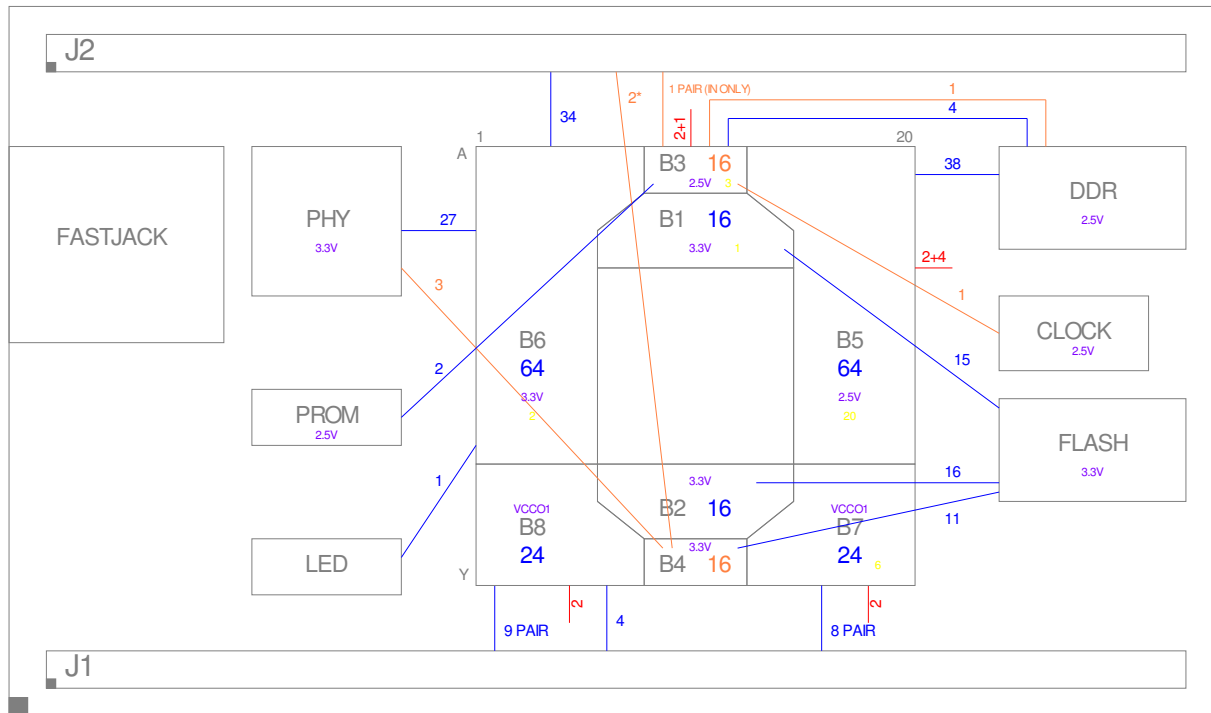 J2
1 PAIR (IN ONLY)
2*
1
4
34
2+1
1
20
A
B3 16
2.5V 3
38
DDR
2.5V
FASTJACK
PHY
3.3V
27
B1 16
3.3V 1
2+4
3
1
CLOCK
2.5V
B6
64
3.3V
2
B5
64
2.5V
20
2
15
PROM
2.5V
FLASH
3.3V
1
3.3V
16
B2 16
11
VCCO1
B8
24
VCCO1
B7
24
6
LED
3.3V
B4 16
Y
9 PAIR
2
4
8 PAIR
2
J1